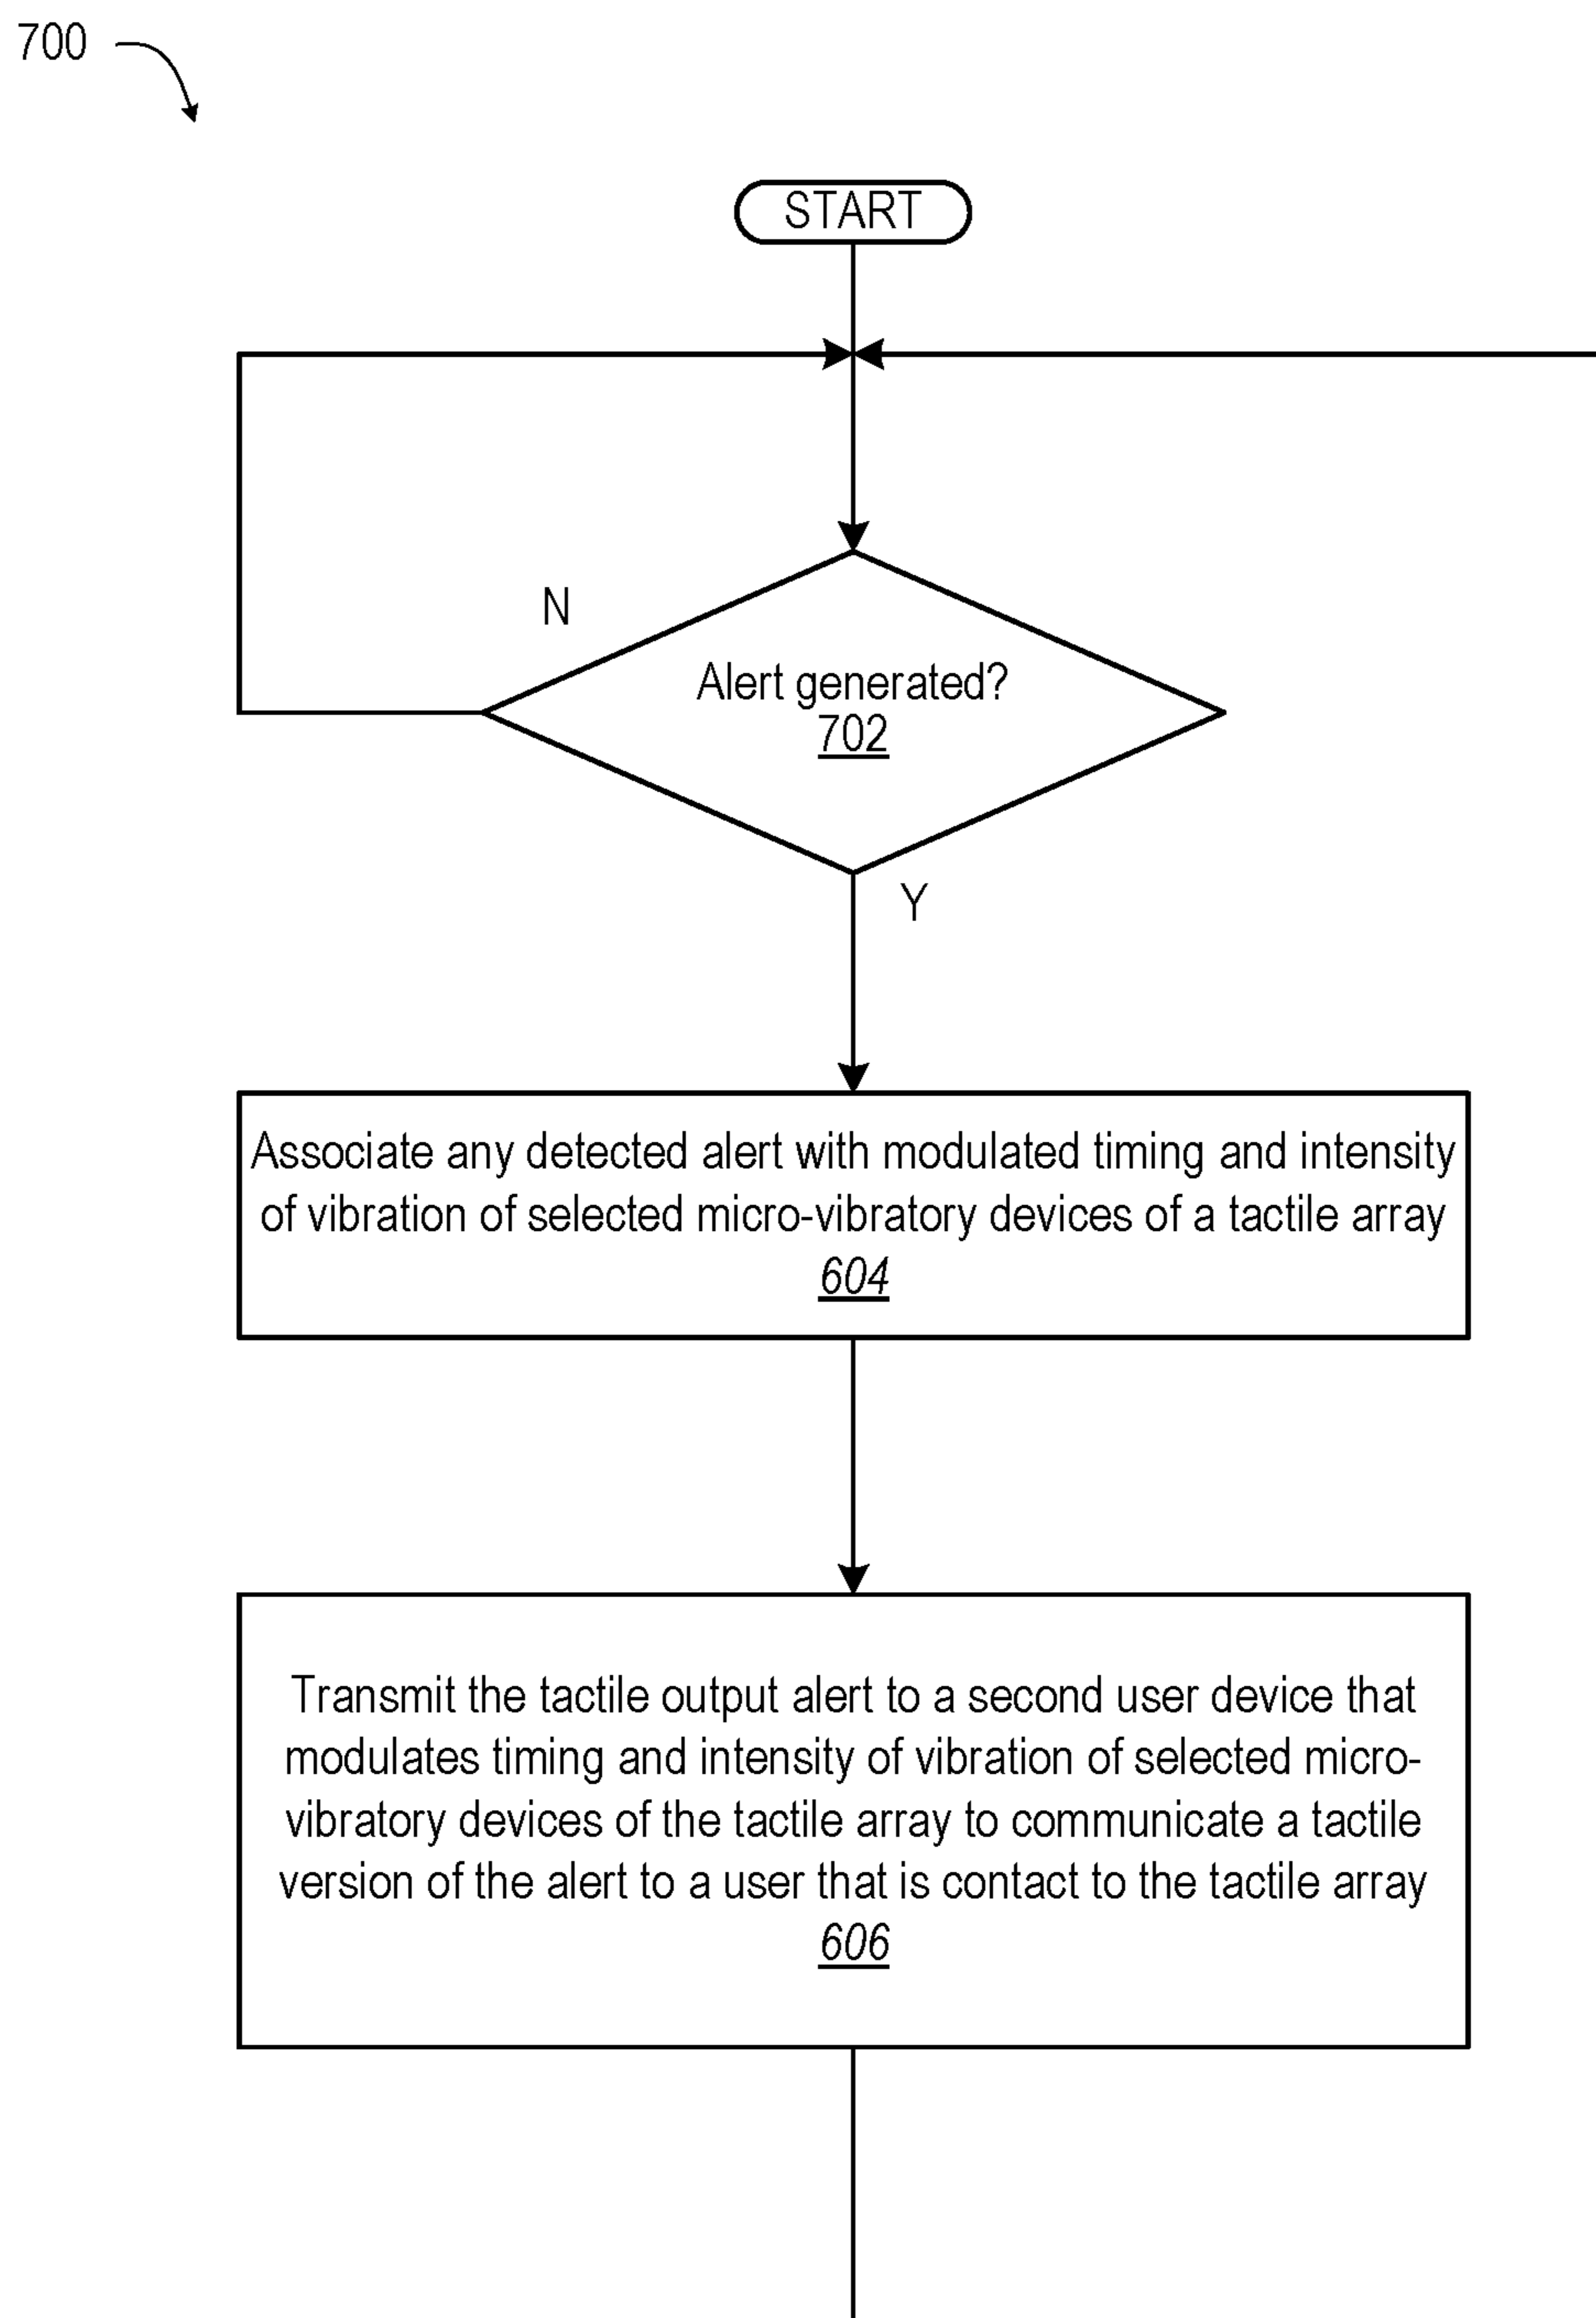 700
START
N
Alert generated?
702
Y
Associate any detected alert with modulated timing and intensity
of vibration of selected micro-vibratory devices of a tactile array
604
Transmit the tactile output alert to a second user device that
modulates timing and intensity of vibration of selected micro-
vibratory devices of the tactile array to communicate a tactile
version of the alert to a user that is contact to the tactile array
606